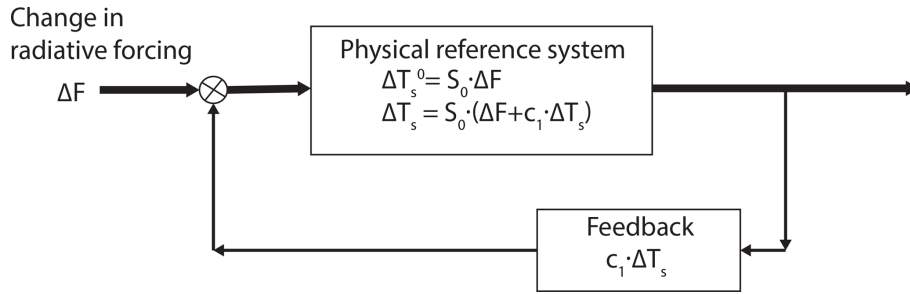 Change in
radiative forcing
ΔF
Physical reference system
ΔTₛ⁰= S₀·ΔF
ΔTₛ = S₀·(ΔF+c₁·ΔTₛ)
Feedback
c₁·ΔTₛ